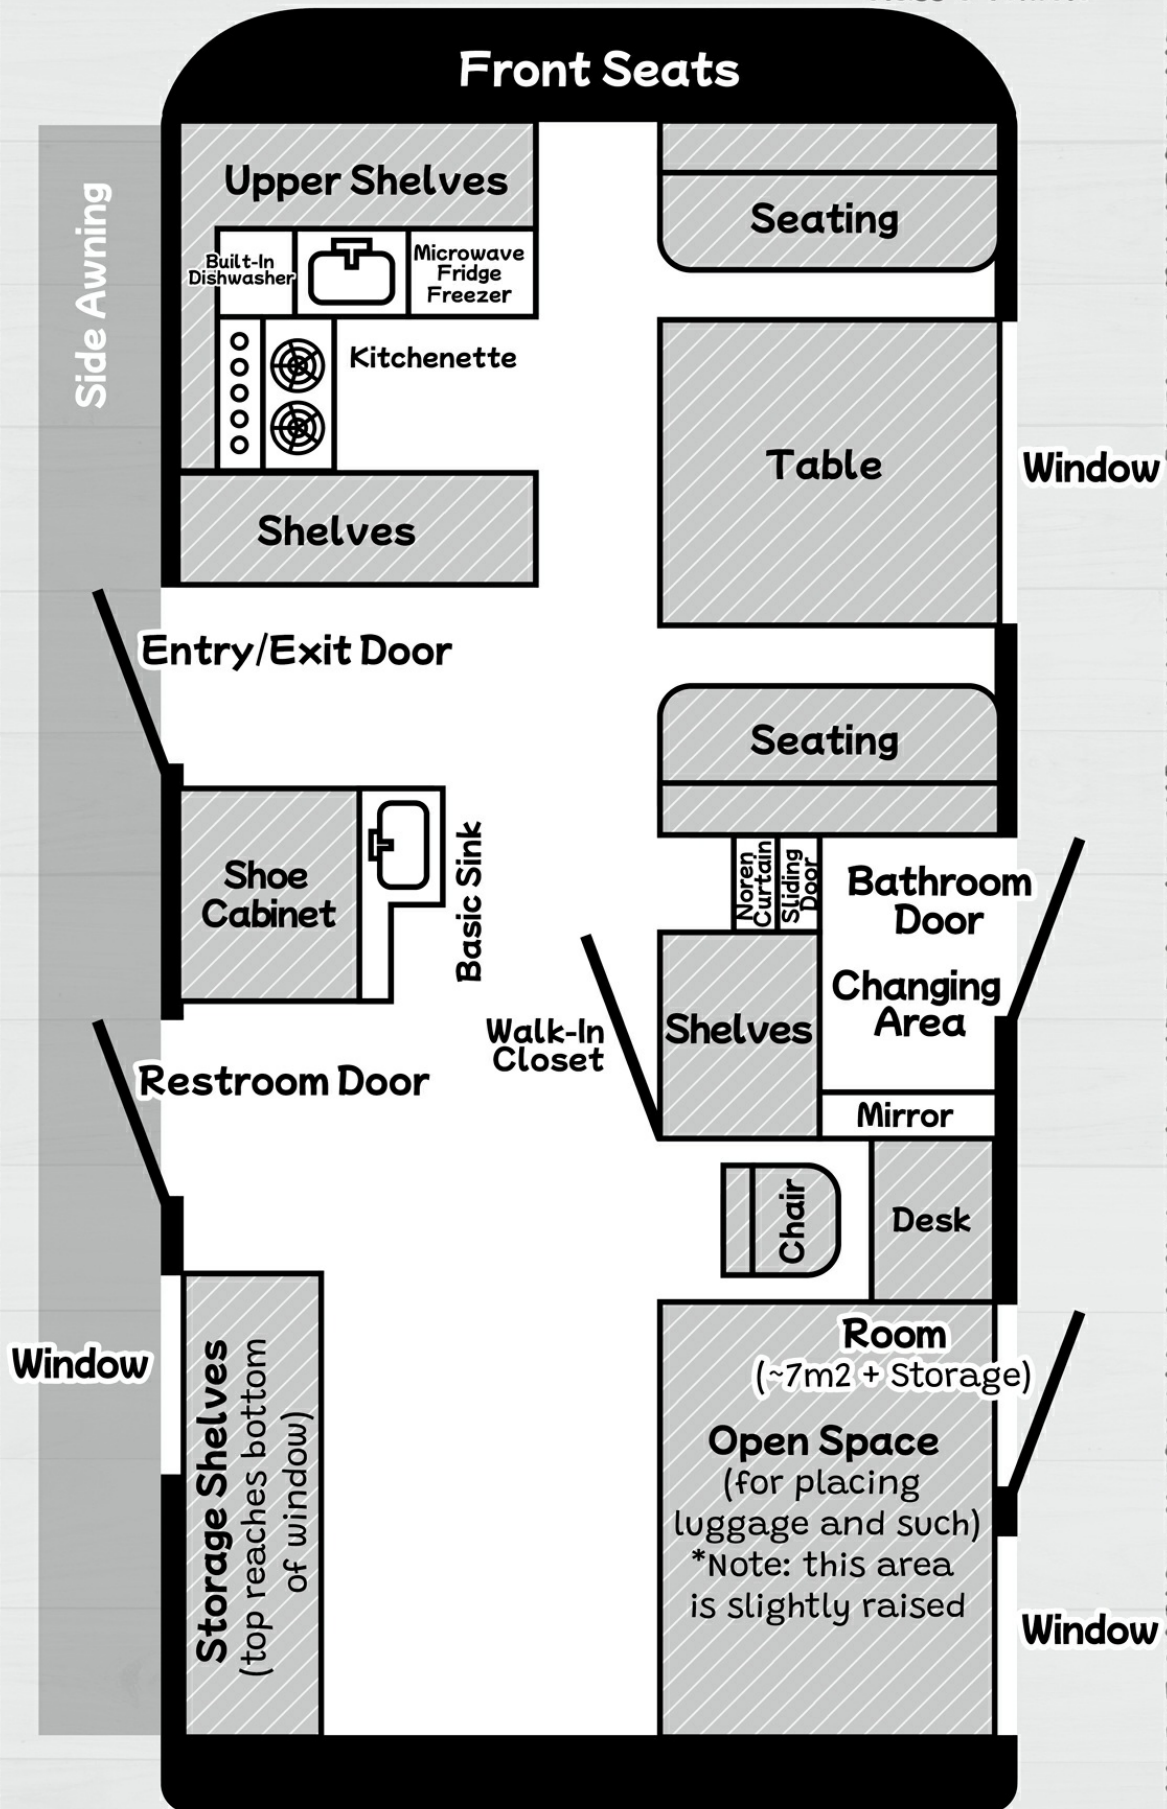 Front Seats
Side Awning
Upper Shelves
Seating
Built-In
Dishwasher
Microwave
Fridge
Freezer
Kitchenette
Table
Window
Shelves
Entry/Exit Door
Seating
Shoe
Cabinet
Basic Sink
Noren
Curtain
Sliding
Door
Bathroom
Door
Changing
Area
Walk-In
Closet
Shelves
Restroom Door
Mirror
Chair
Desk
Window
Storage Shelves
(top reaches bottom
of window)
Room
(~7m2 + Storage)
Open Space
(for placing
luggage and such)
*Note: this area
is slightly raised
Window